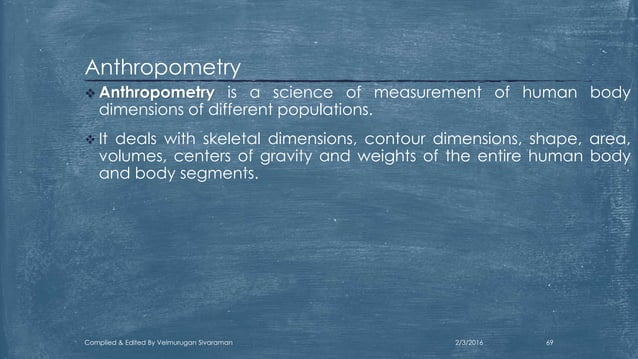 Anthropometry
❖ Anthropometry is a science of measurement of human body
dimensions of different populations.
❖ It deals with skeletal dimensions, contour dimensions, shape, area,
volumes, centers of gravity and weights of the entire human body
and body segments.
Complied & Edited By Velmurugan Sivaraman 2/3/2016 69